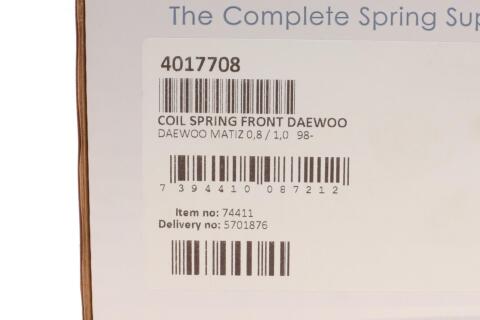 The Complete Spring Sup
4017708
COIL SPRING FRONT DAEWOO
DAEWOO MATIZ 0,8 / 1,0 98-
7 394410 087212
Item no: 74411
Delivery no: 5701876